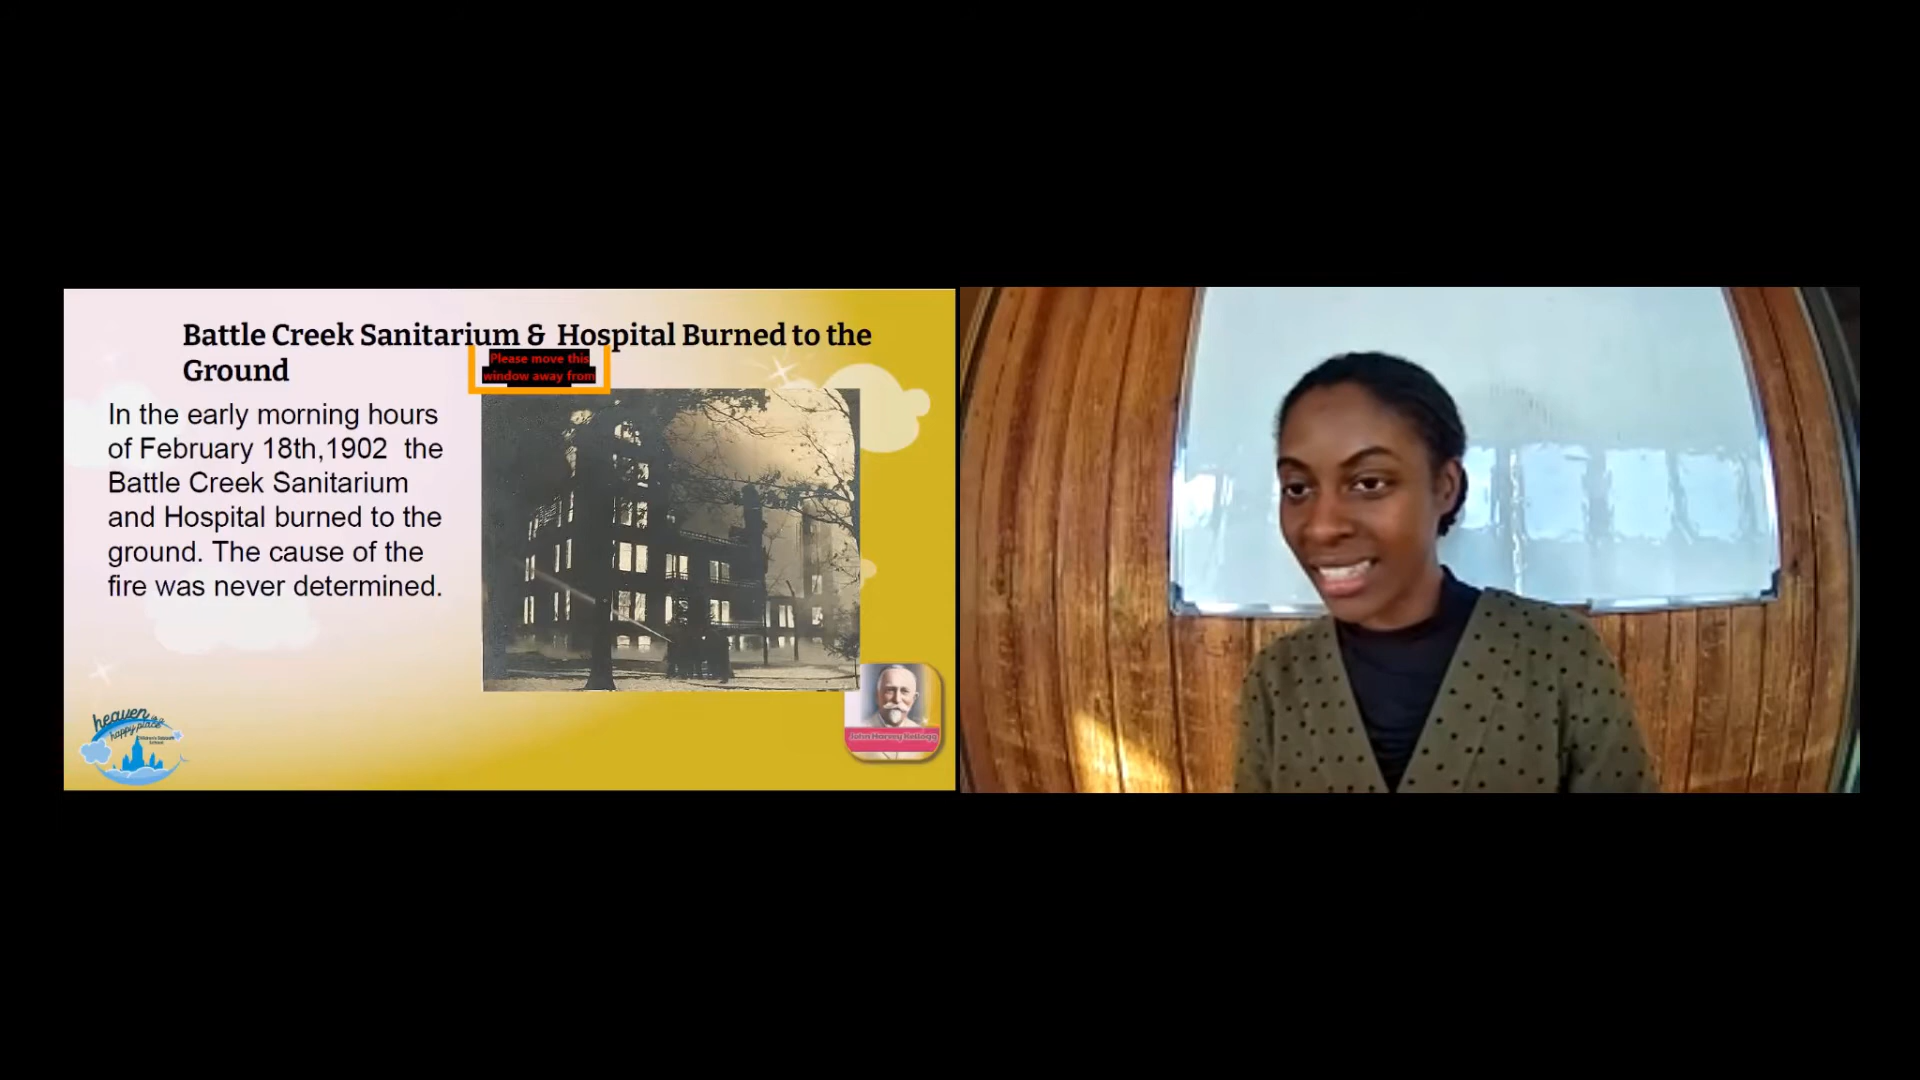 Battle Creek Sanitarium & Hospital Burned to the
Ground
Please move this
window away from
In the early morning hours
of February 18th,1902 the
Battle Creek Sanitarium
and Hospital burned to the
ground. The cause of the
fire was never determined.
John Harvey Kellogg
heaven is a
happy place